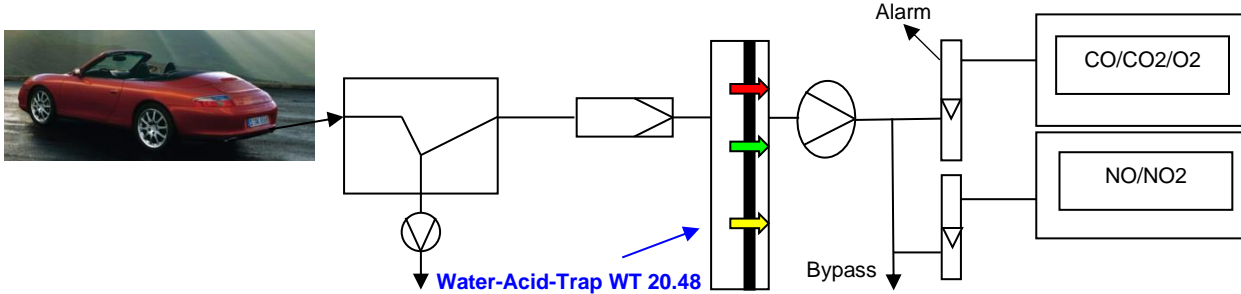 Alarm
CO/CO2/O2
NO/NO2
Bypass
Water-Acid-Trap WT 20.48